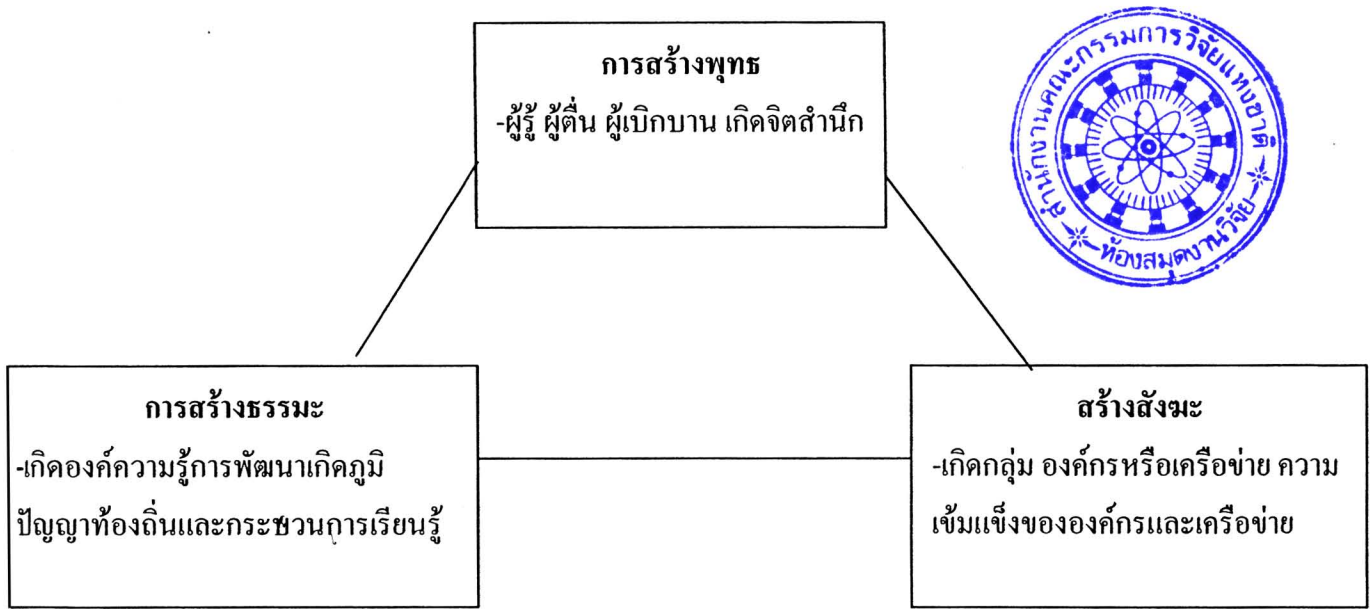 การสร้างพุทธ
-ผู้รู้ ผู้ตื่น ผู้เบิกบาน เกิดจิตสำนึก
สำนักงานคณะกรรมการวิจัยแห่งชาติ
ห้องสมุดงานวิจัย
การสร้างธรรมะ
-เกิดองค์ความรู้การพัฒนาเกิดภูมิ
ปัญญาท้องถิ่นและกระบวนการเรียนรู้
สร้างสังฆะ
-เกิดกลุ่ม องค์กรหรือเครือข่าย ความ
เข้มแข็งขององค์กรและเครือข่าย